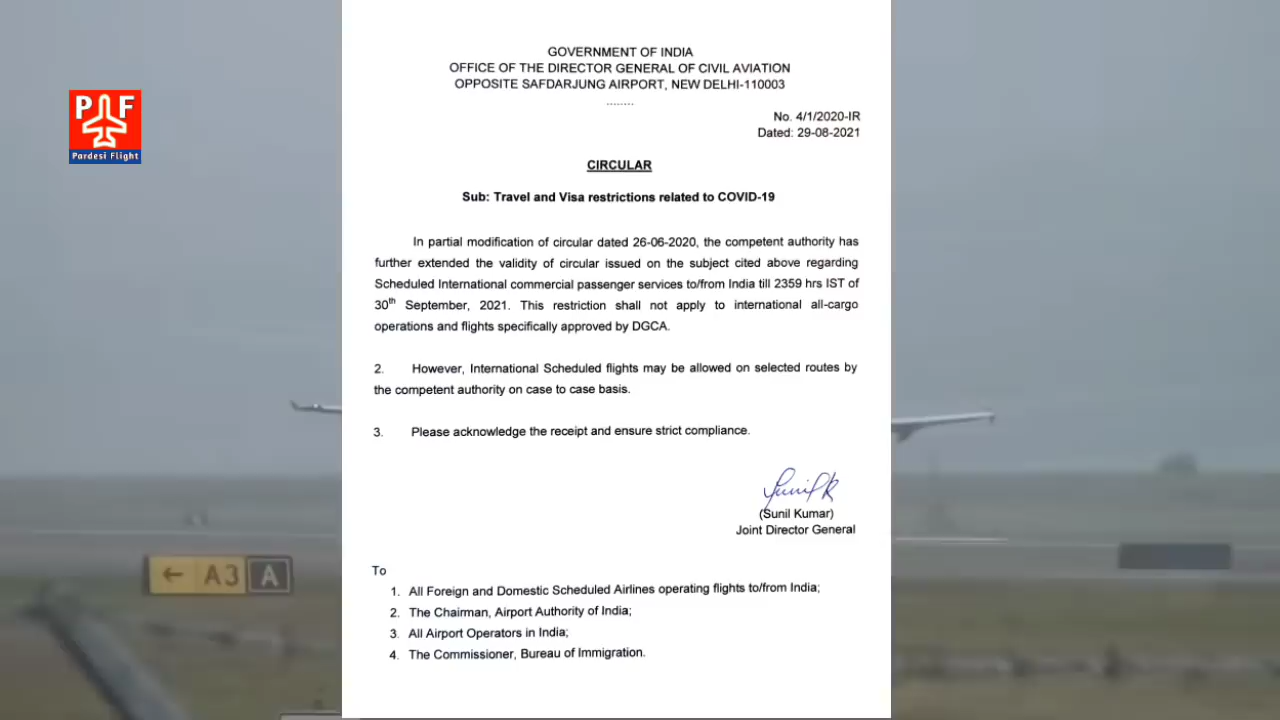 P F
Pardesi Flight
GOVERNMENT OF INDIA
OFFICE OF THE DIRECTOR GENERAL OF CIVIL AVIATION
OPPOSITE SAFDARJUNG AIRPORT, NEW DELHI-110003
........
No. 4/1/2020-IR
Dated: 29-08-2021
CIRCULAR
Sub: Travel and Visa restrictions related to COVID-19
In partial modification of circular dated 26-06-2020, the competent authority has
further extended the validity of circular issued on the subject cited above regarding
Scheduled International commercial passenger services to/from India till 2359 hrs IST of
30th September, 2021. This restriction shall not apply to international all-cargo
operations and flights specifically approved by DGCA.
2. However, International Scheduled flights may be allowed on selected routes by
the competent authority on case to case basis.
3. Please acknowledge the receipt and ensure strict compliance.
Sunil K
(Sunil Kumar)
Joint Director General
To
1. All Foreign and Domestic Scheduled Airlines operating flights to/from India;
2. The Chairman, Airport Authority of India;
3. All Airport Operators in India;
4. The Commissioner, Bureau of Immigration.
← A3 A